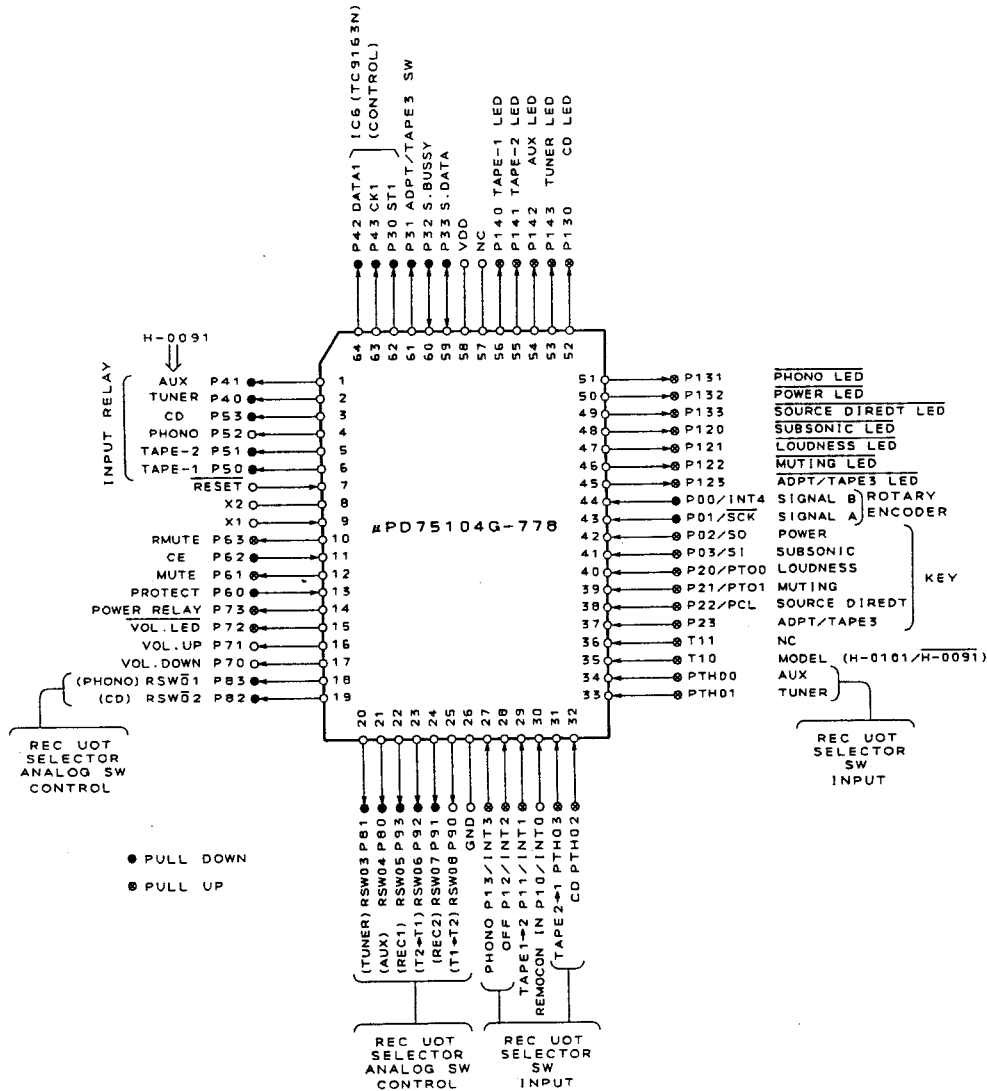 IC6 (TC9163N)
(CONTROL)
P42 DATA1
P43 CK1
P30 ST1
P31 ADPT/TAPE3 SW
P32 S.BUSSY
P33 S.DATA
VDD
NC
P140 TAPE-1 LED
P141 TAPE-2 LED
P142 AUX LED
P143 TUNER LED
P130 CD LED
64 63 62 61 60 59 58 57 56 55 54 53 52
H-0091
INPUT RELAY
AUX P41 1
TUNER P40 2
CD P53 3
PHONO P52 4
TAPE-2 P51 5
TAPE-1 P50 6
RESET 7
X2 8
X1 9
RMUTE P63 10
CE P62 11
MUTE P61 12
PROTECT P60 13
POWER RELAY P73 14
VOL.LED P72 15
VOL.UP P71 16
VOL.DOWN P70 17
(PHONO) RSW01 P83 18
(CD) RSW02 P82 19
REC UOT
SELECTOR
ANALOG SW
CONTROL
μPD75104G-778
51 P131 PHONO LED
50 P132 POWER LED
49 P133 SOURCE DIREDT LED
48 P120 SUBSONIC LED
47 P121 LOUDNESS LED
46 P122 MUTING LED
45 P123 ADPT/TAPE3 LED
44 P00/INT4 SIGNAL B
43 P01/SCK SIGNAL A
ROTARY
ENCODER
42 P02/SO POWER
41 P03/SI SUBSONIC
40 P20/PTO0 LOUDNESS
39 P21/PTO1 MUTING
38 P22/PCL SOURCE DIREDT
37 P23 ADPT/TAPE3
KEY
36 T11 NC
35 T10 MODEL (H-0101/H-0091)
34 PTH00 AUX
33 PTH01 TUNER
REC UOT
SELECTOR
SW
INPUT
20 21 22 23 24 25 26 27 28 29 30 31 32
(TUNER) RSW03 P81
(AUX) RSW04 P80
(REC1) RSW05 P93
(T2→T1) RSW06 P92
(REC2) RSW07 P91
(T1→T2) RSW08 P90
GND
PHONO P13/INT3
OFF P12/INT2
TAPE1→2 P11/INT1
REMOCON IN P10/INT0
TAPE2→1 PTH03
CD PTH02
REC UOT
SELECTOR
ANALOG SW
CONTROL
REC UOT
SELECTOR
SW
INPUT
● PULL DOWN
⊗ PULL UP